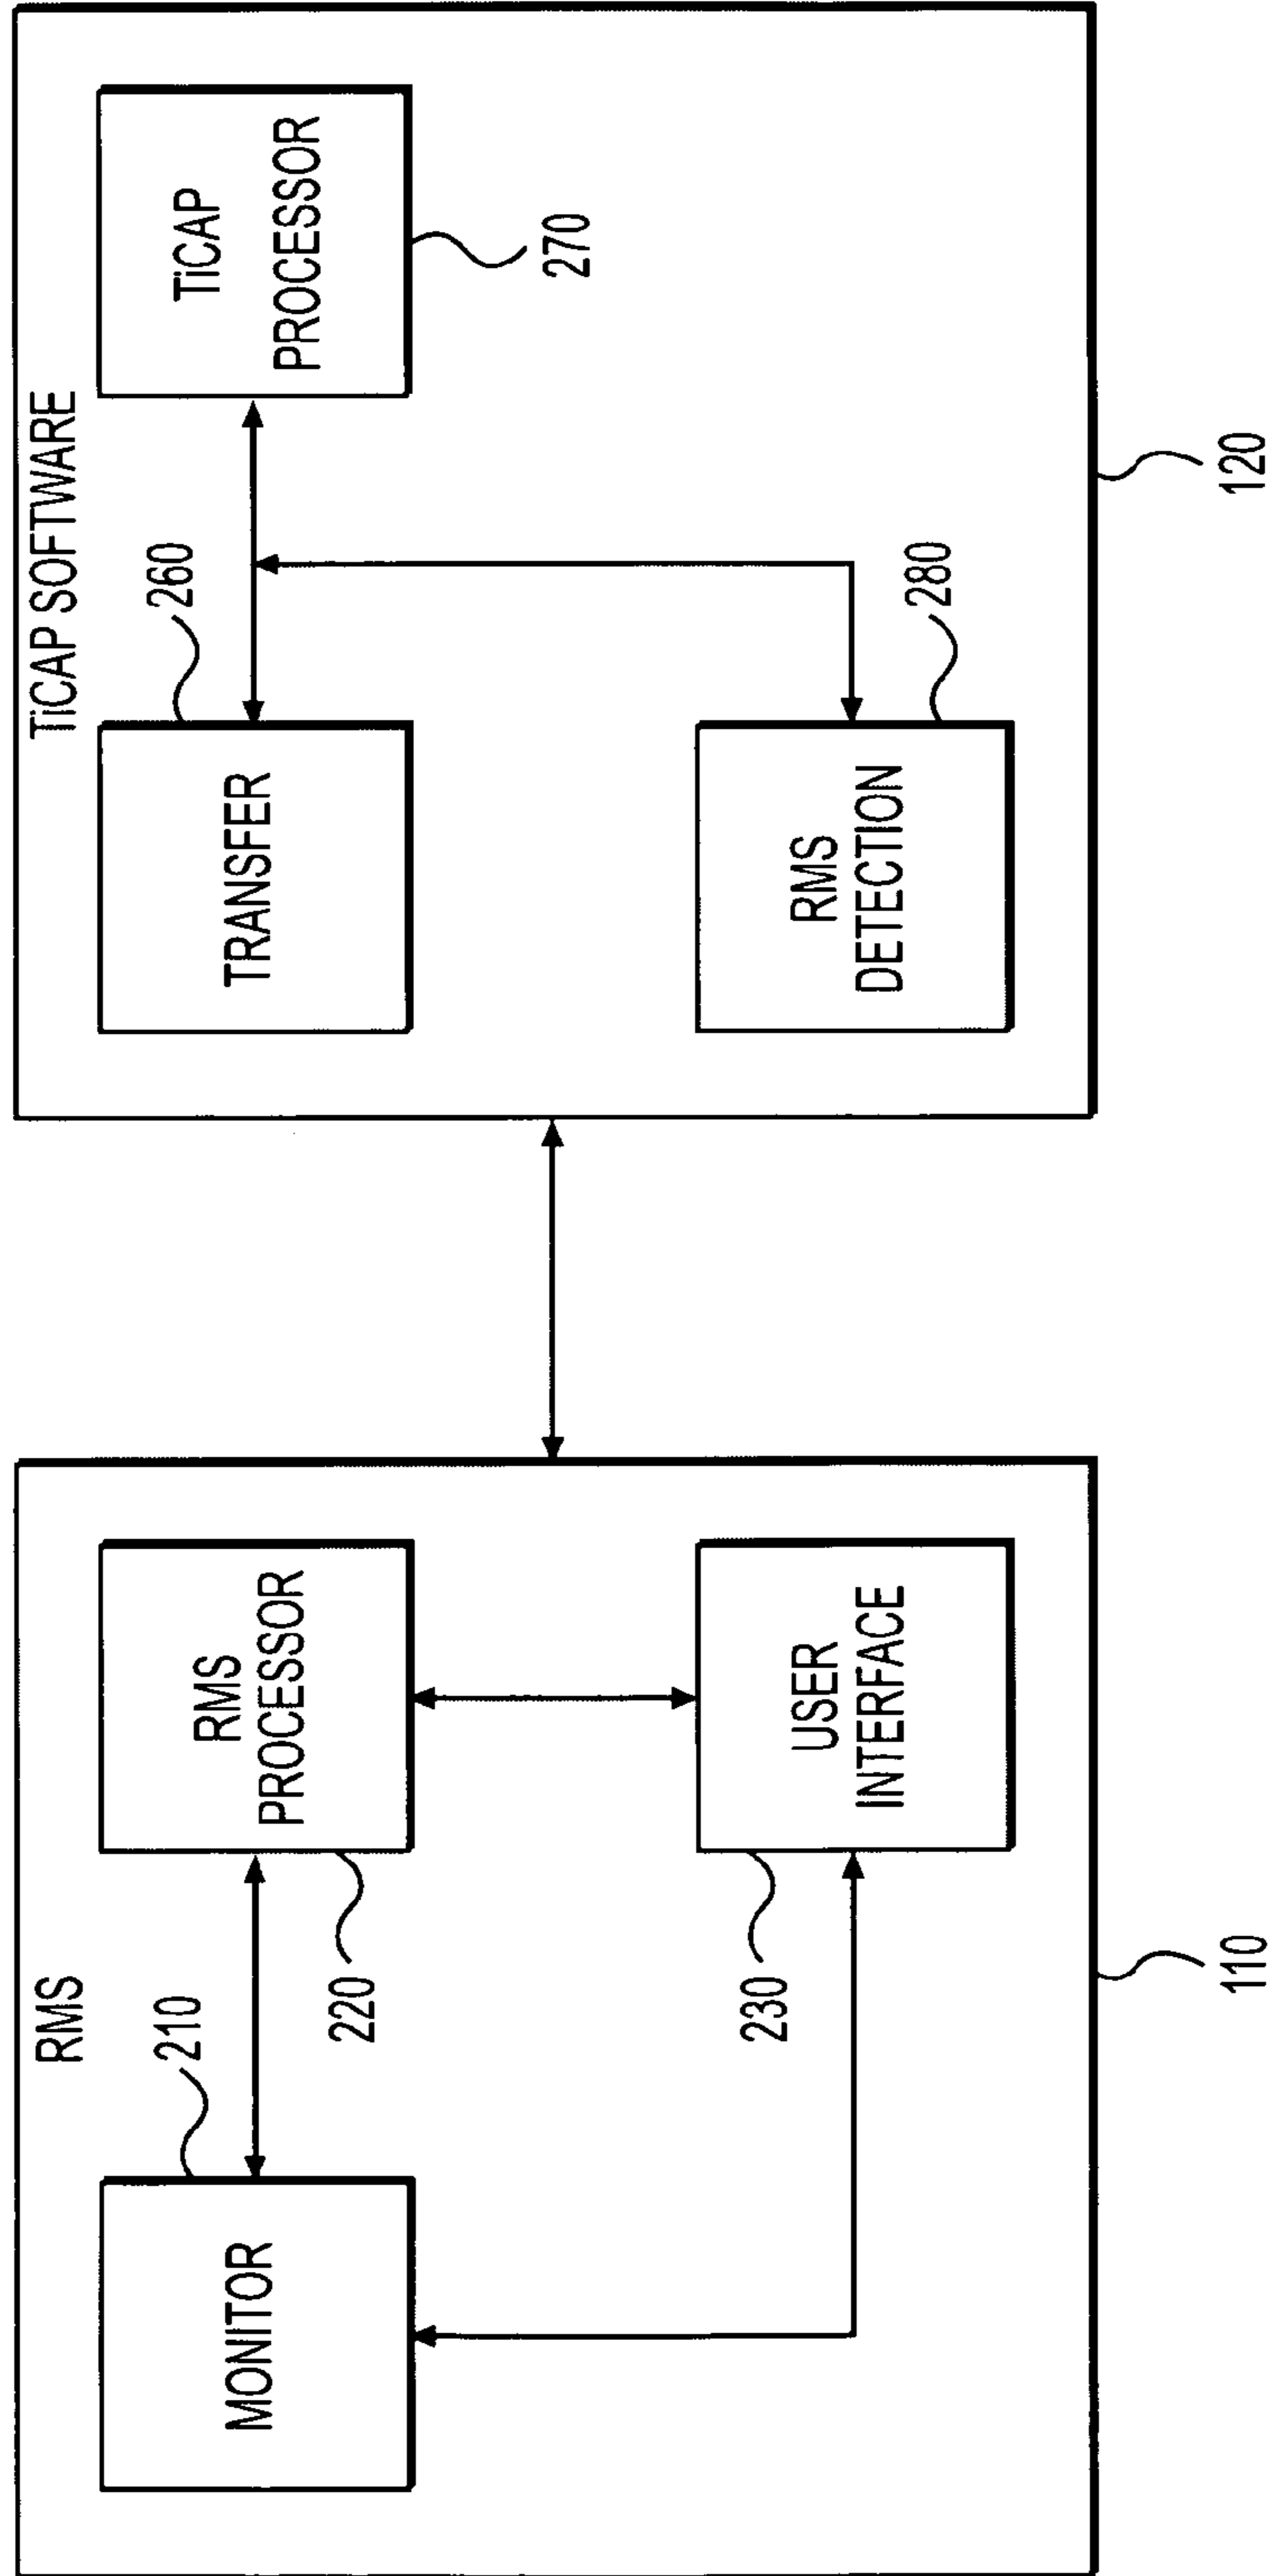 RMS
210
MONITOR
RMS
PROCESSOR
220
230
USER
INTERFACE
110
TiCAP SOFTWARE
260
TRANSFER
TiCAP
PROCESSOR
270
280
RMS
DETECTION
120